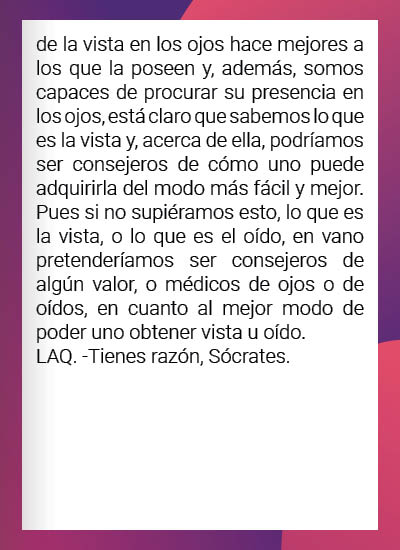 de la vista en los ojos hace mejores a
los que la poseen y, además, somos
capaces de procurar su presencia en
los ojos, está claro que sabemos lo que
es la vista y, acerca de ella, podríamos
ser consejeros de cómo uno puede
adquirirla del modo más fácil y mejor.
Pues si no supiéramos esto, lo que es
la vista, o lo que es el oído, en vano
pretenderíamos ser consejeros de
algún valor, o médicos de ojos o de
oídos, en cuanto al mejor modo de
poder uno obtener vista u oído.
LAQ. -Tienes razón, Sócrates.